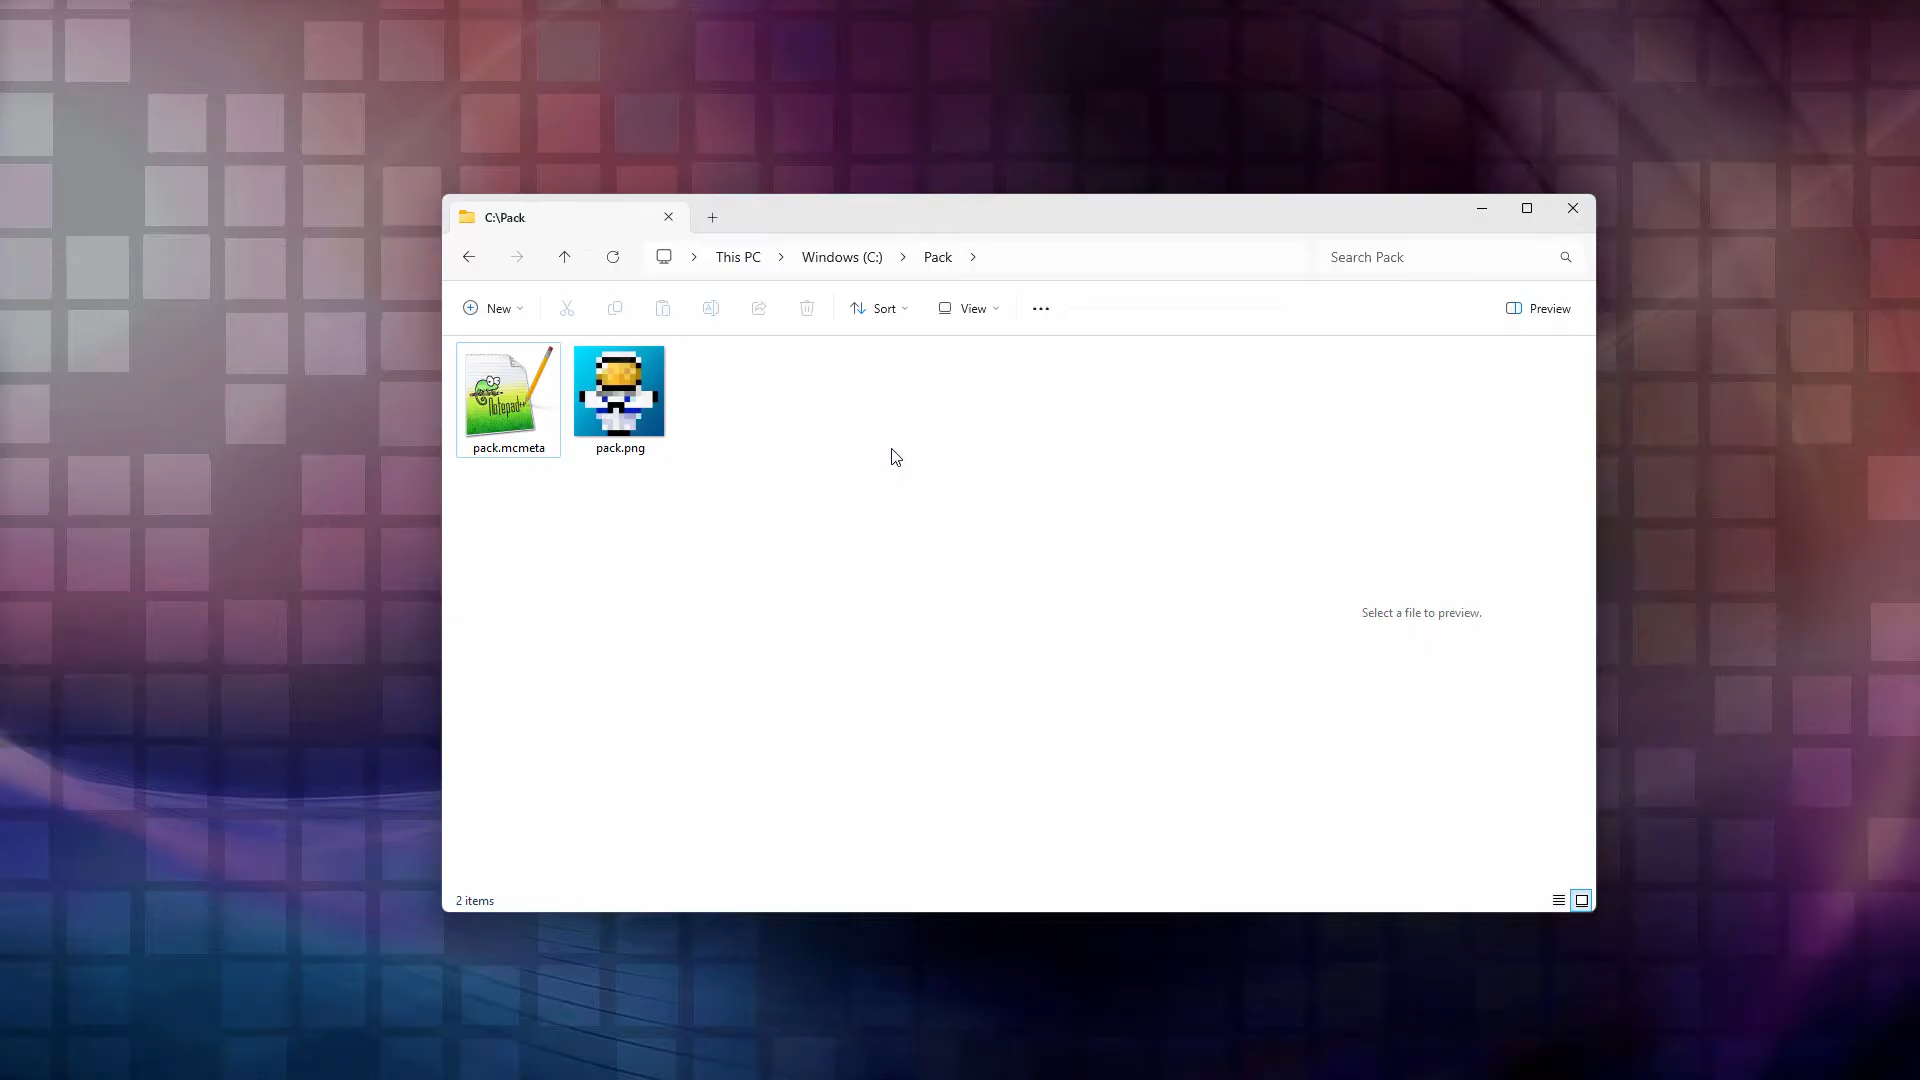 C:\Pack
This PC
Windows (C:)
Pack
Search Pack
New
Sort
View
Preview
Notepad++
pack.mcmeta
pack.png
Select a file to preview.
2 items